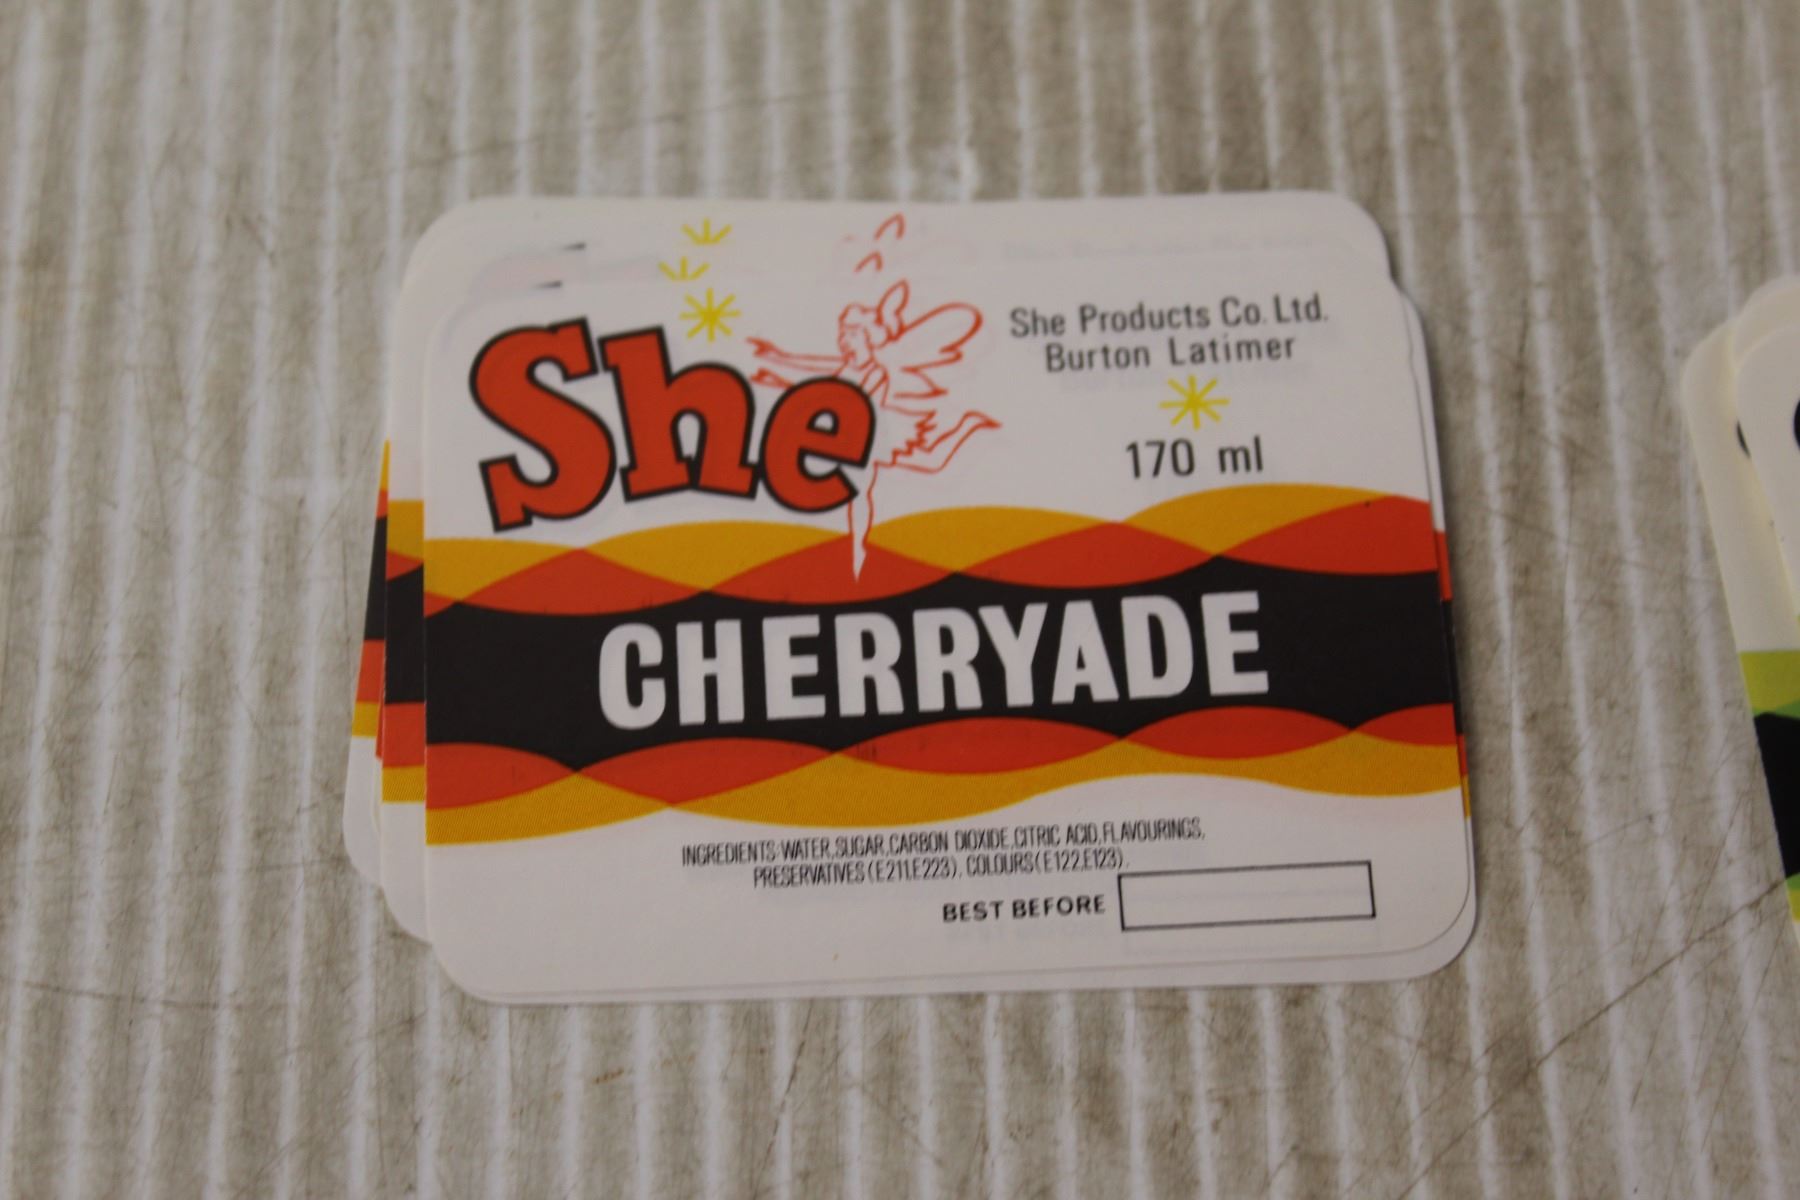 She
She Products Co. Ltd.
Burton Latimer
170 ml
CHERRYADE
INGREDIENTS: WATER, SUGAR, CARBON DIOXIDE, CITRIC ACID, FLAVOURINGS,
PRESERVATIVES (E211,E223), COLOURS (E122,E123).
BEST BEFORE